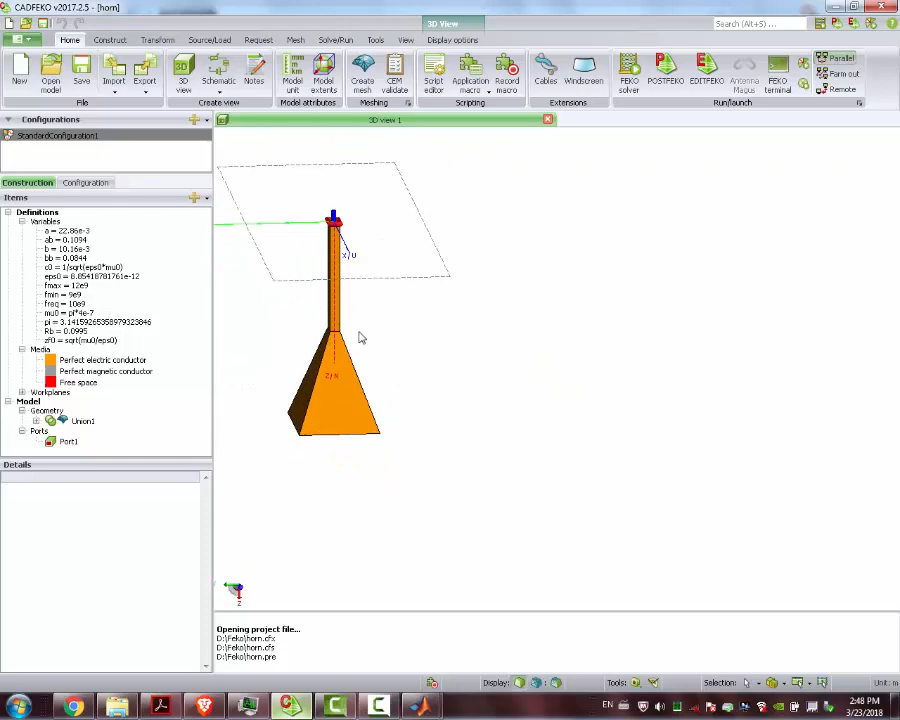 CADFEKO v2017.2.5 - [horn]
3D View
Search (Alt+S) . . .
Home Construct Transform Source/Load Request Mesh Solve/Run Tools View Display options
New Open model Import Export 3D view Schematic Notes Model unit Model extents Create mesh CEM validate Script editor Application macro Record macro Cables Windscreen FEKO solver POSTFEKO EDITFEKO Antenna Magus FEKO terminal Parallel Farm out Remote
File Create view Model attributes Meshing Scripting Extensions Run/launch
Configurations
3D view 1
StandardConfiguration1
Construction Configuration
Items
Definitions
Variables
a = 22.86e-3
ab = 0.1094
b = 10.16e-3
bb = 0.0844
c0 = 1/sqrt(eps0*mu0)
eps0 = 8.85418781761e-12
fmax = 12e9
fmin = 9e9
freq = 10e9
mu0 = pi*4e-7
pi = 3.14159265358979323846
Rb = 0.0995
zf0 = sqrt(mu0/eps0)
Media
Perfect electric conductor
Perfect magnetic conductor
Free space
Workplanes
Model
Geometry
Union1
Ports
Port1
Details
X/U
Z/N
Z
Opening project file...
D:\Feko\horn.cfx
D:\Feko\horn.cfs
D:\Feko\horn.pre
Display: Tools: Selection: Unit: m
EN
2:48 PM
3/23/2018